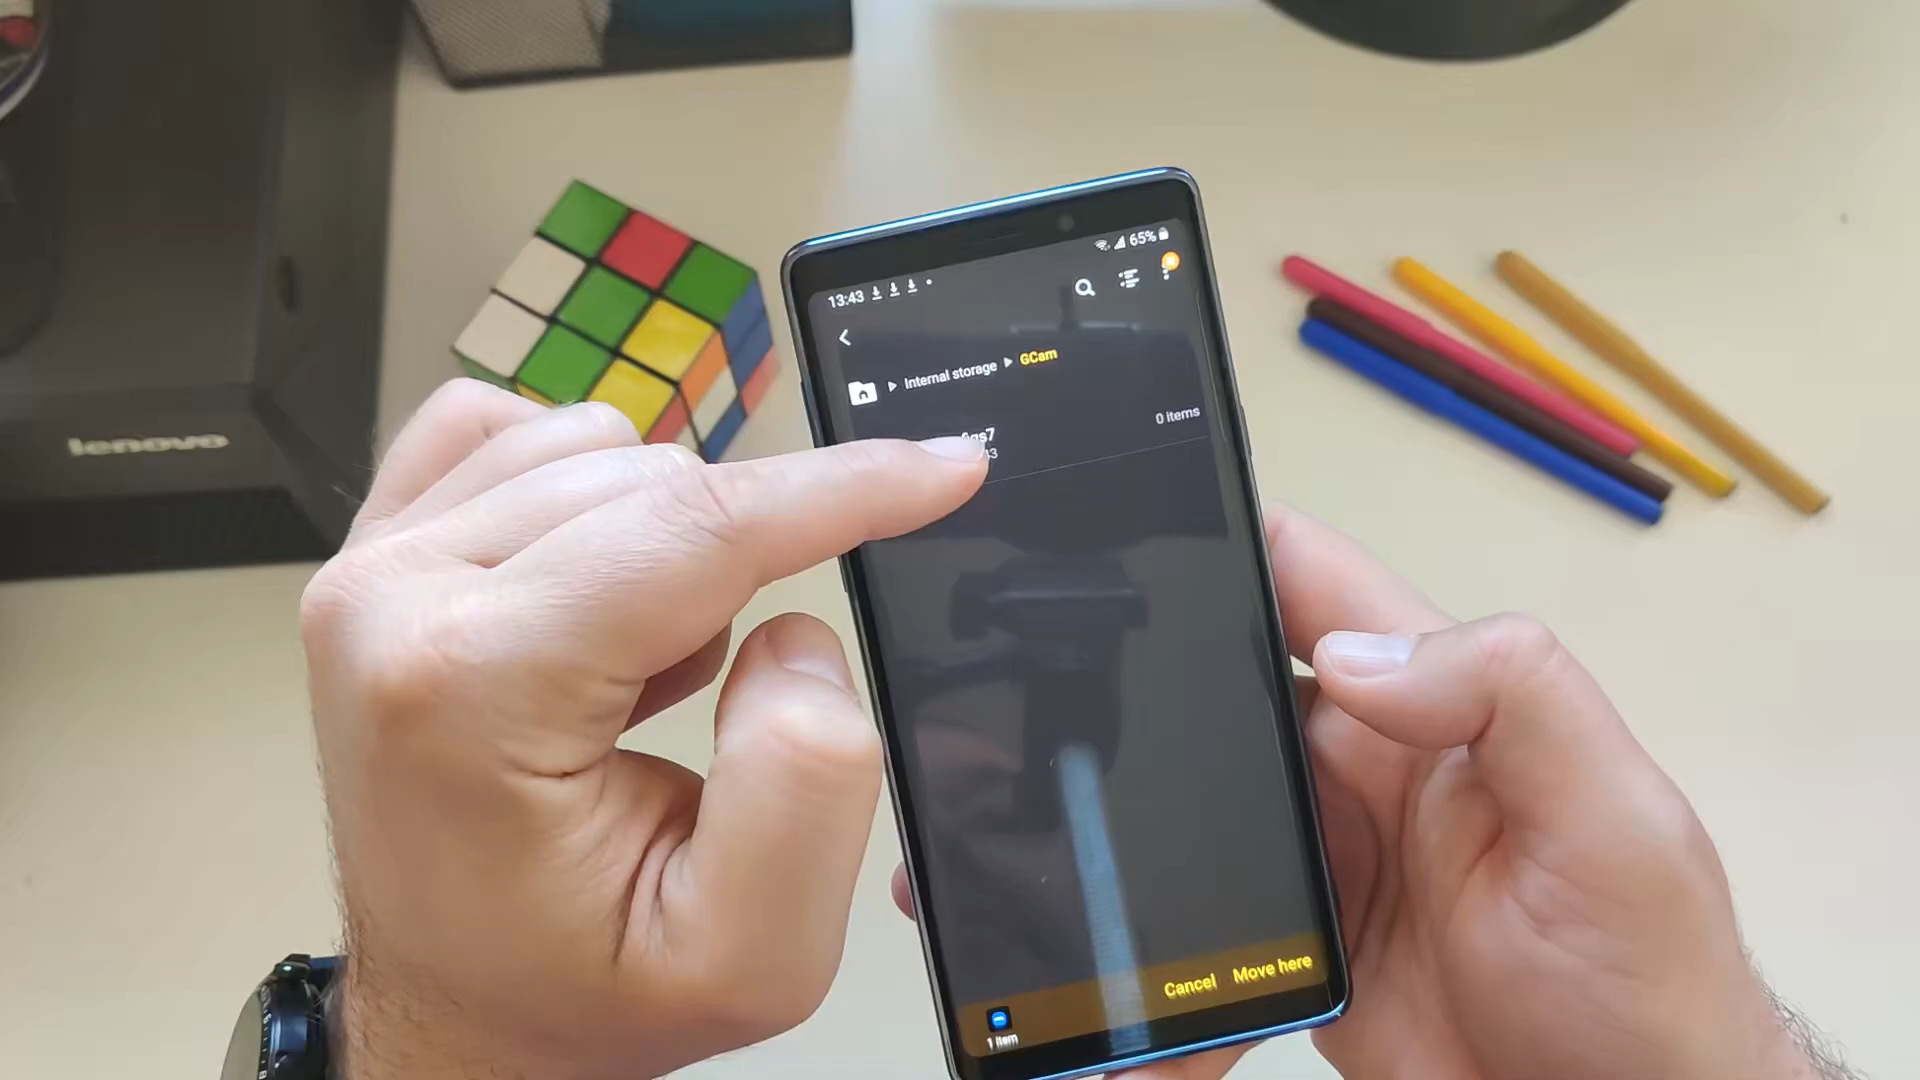 lenovo
13:43
65%
Internal storage
GCam
0 items
Cancel
Move here
1 item